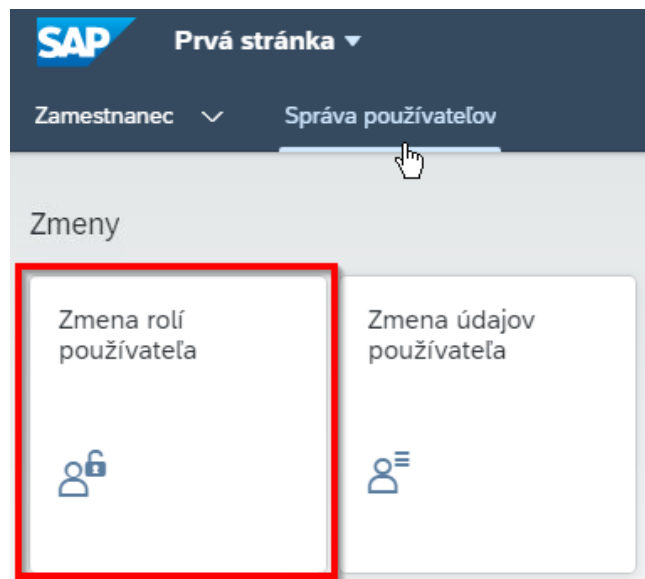 SAP Prvá stránka
Zamestnanec Správa používateľov
Zmeny
Zmena rolí
používateľa
Zmena údajov
používateľa